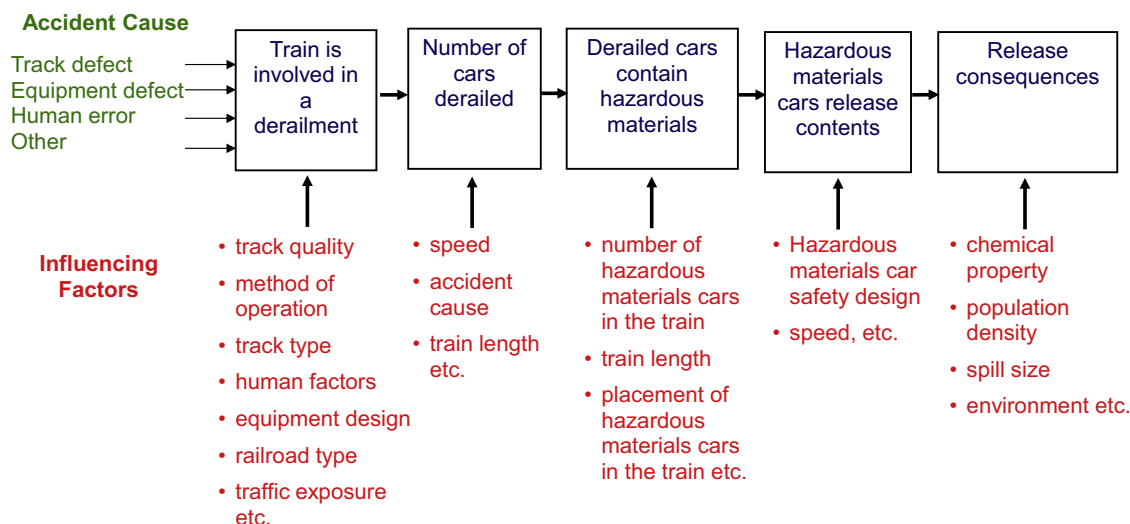 Accident Cause
Track defect
Equipment defect
Human error
Other
Train is
involved in
a
derailment
Number of
cars
derailed
Derailed cars
contain
hazardous
materials
Hazardous
materials
cars release
contents
Release
consequences
Influencing
Factors
• track quality
• method of
operation
• track type
• human factors
• equipment design
• railroad type
• traffic exposure
etc.
• speed
• accident
cause
• train length
etc.
• number of
hazardous
materials cars
in the train
• train length
• placement of
hazardous
materials cars
in the train etc.
• Hazardous
materials car
safety design
• speed, etc.
• chemical
property
• population
density
• spill size
• environment etc.